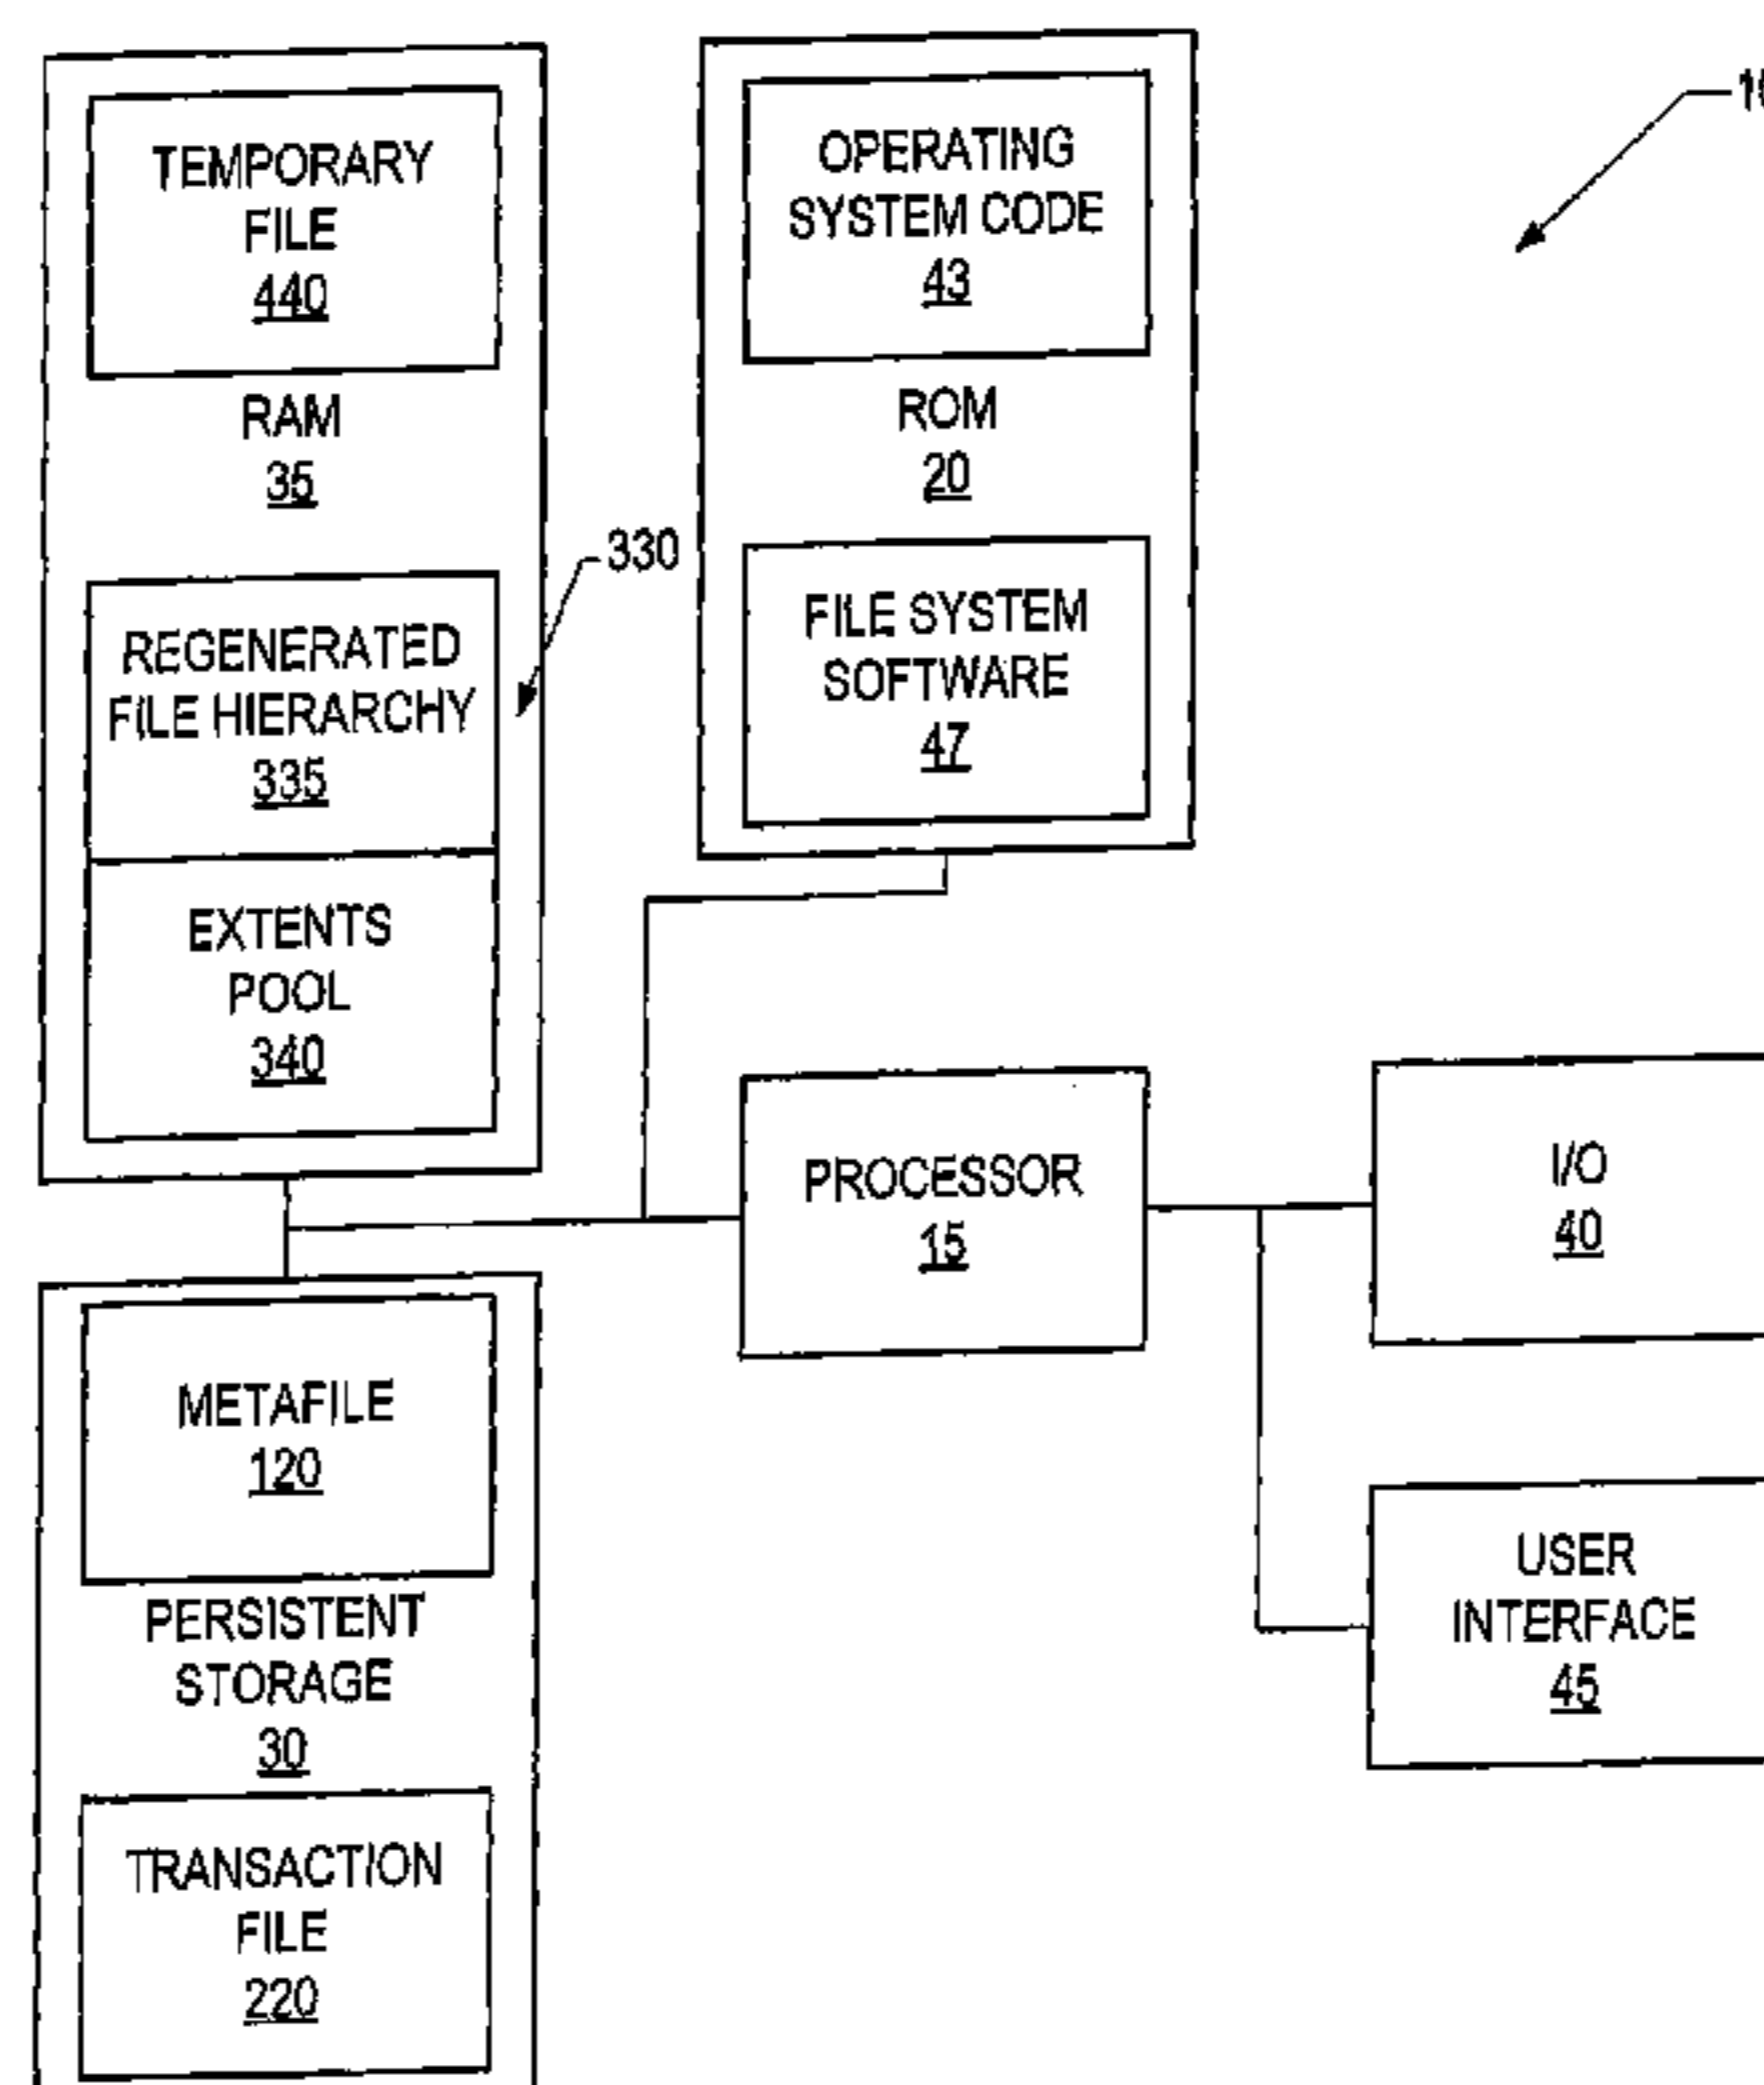 TEMPORARY
FILE
440
RAM
35
330
REGENERATED
FILE HIERARCHY
335
EXTENTS
POOL
340
OPERATING
SYSTEM CODE
43
ROM
20
FILE SYSTEM
SOFTWARE
47
PROCESSOR
15
I/O
40
USER
INTERFACE
45
METAFILE
120
PERSISTENT
STORAGE
30
TRANSACTION
FILE
220